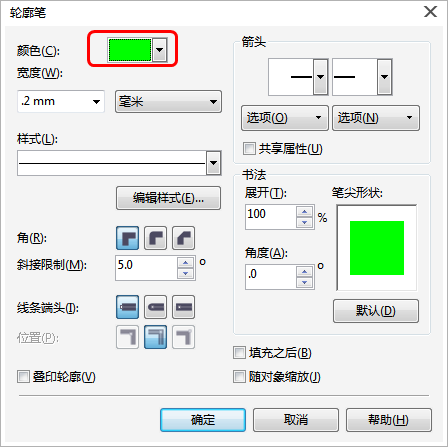 轮廓笔
颜色(C):
宽度(W):
.2 mm
毫米
样式(L):
编辑样式(E)...
角(R):
斜接限制(M):
5.0
o
线条端头(I):
位置(P):
叠印轮廓(V)
箭头
选项(O)
选项(N)
共享属性(U)
书法
展开(T):
笔尖形状:
100
%
角度(A):
.0
o
默认(D)
填充之后(B)
随对象缩放(J)
确定
取消
帮助(H)